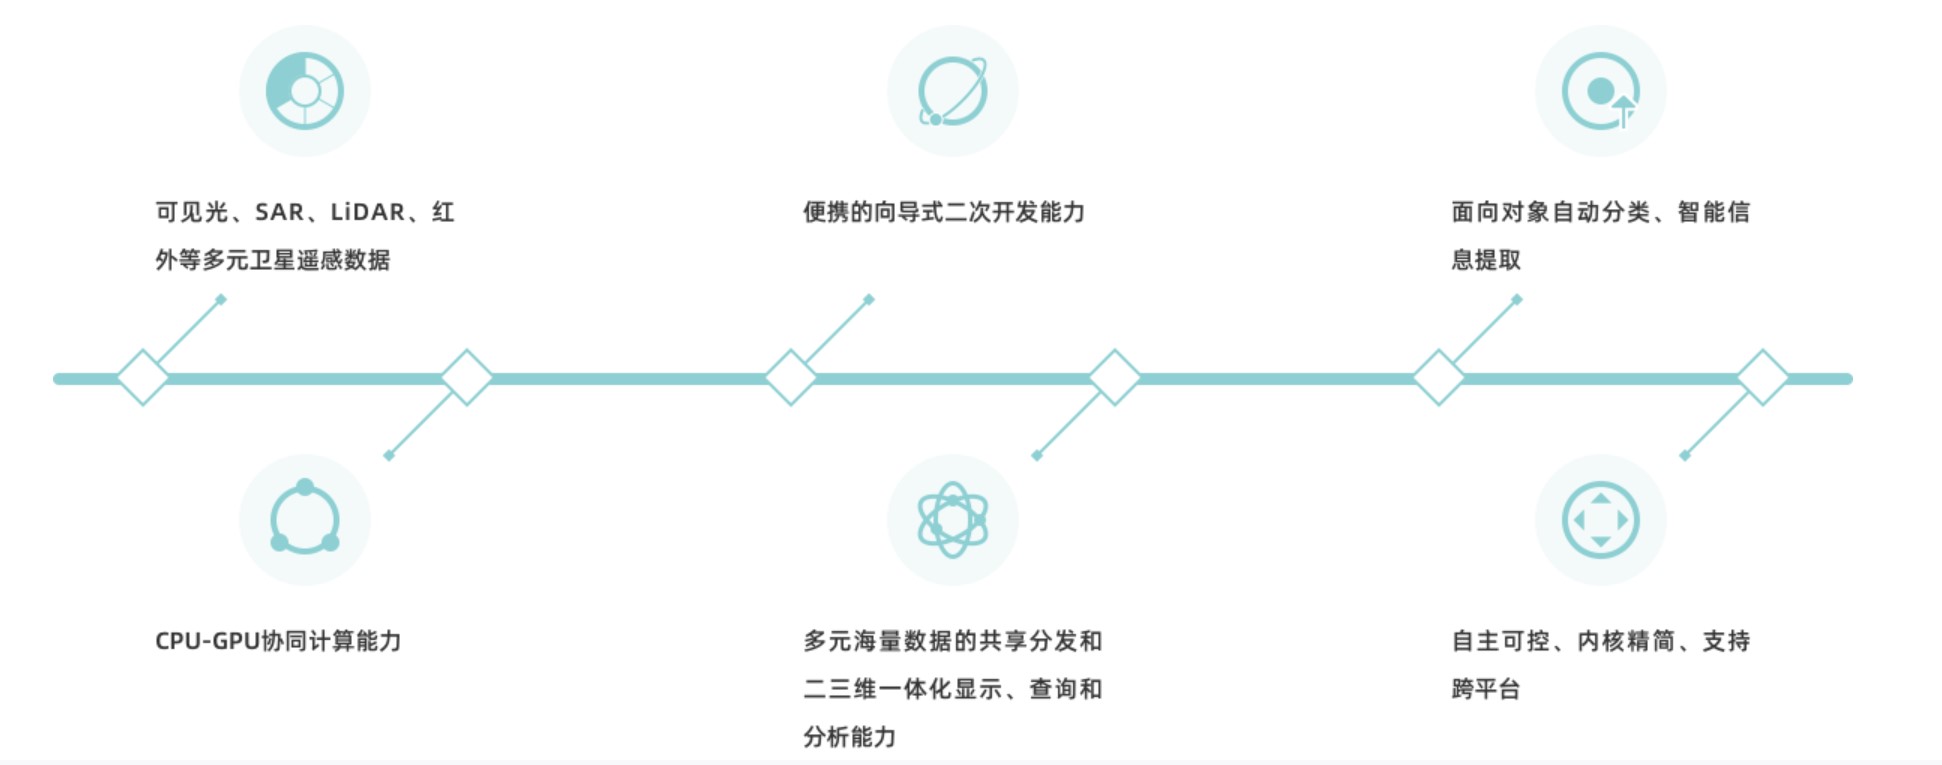 可见光、SAR、LiDAR、红
外等多元卫星遥感数据
便携的向导式二次开发能力
面向对象自动分类、智能信
息提取
CPU-GPU协同计算能力
多元海量数据的共享分发和
二三维一体化显示、查询和
分析能力
自主可控、内核精简、支持
跨平台